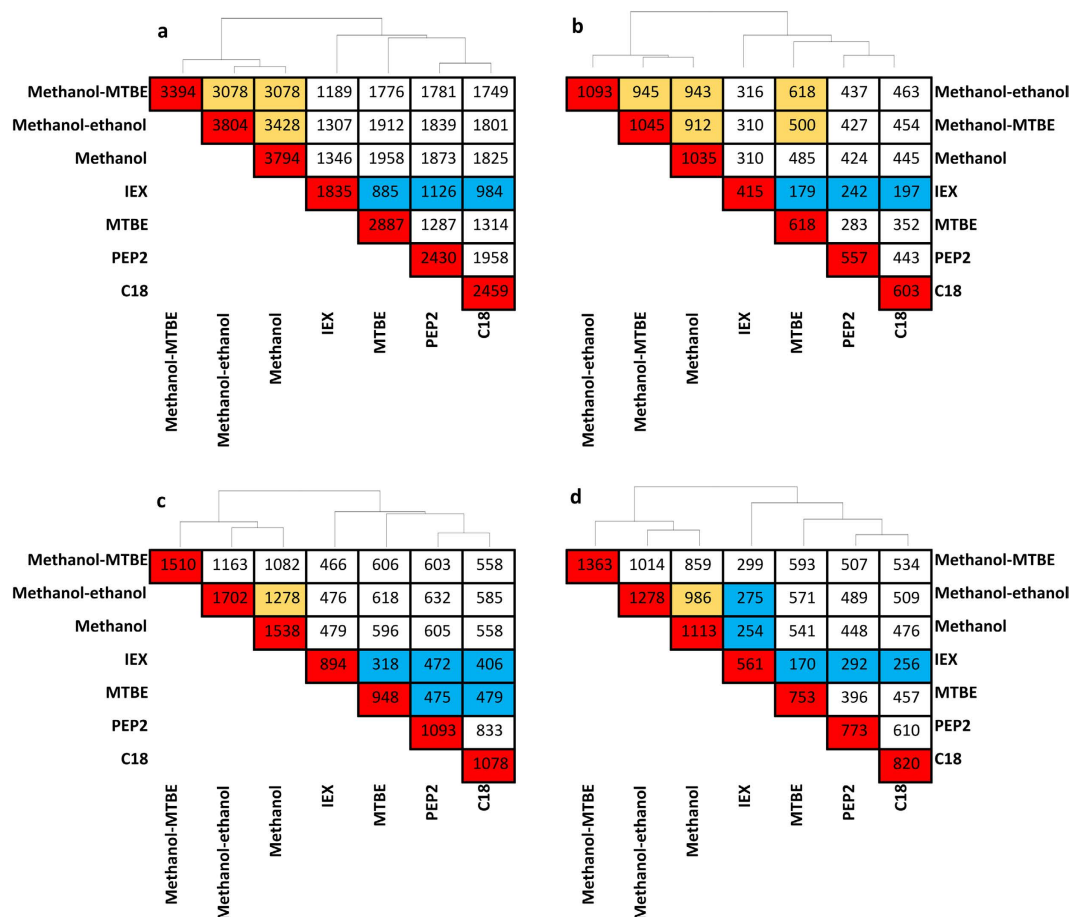 a
Methanol-MTBE 3394 3078 3078 1189 1776 1781 1749
Methanol-ethanol 3804 3428 1307 1912 1839 1801
Methanol 3794 1346 1958 1873 1825
IEX 1835 885 1126 984
MTBE 2887 1287 1314
PEP2 2430 1958
C18 2459
Methanol-MTBE
Methanol-ethanol
Methanol
IEX
MTBE
PEP2
C18
b
1093 945 943 316 618 437 463 Methanol-ethanol
1045 912 310 500 427 454 Methanol-MTBE
1035 310 485 424 445 Methanol
415 179 242 197 IEX
618 283 352 MTBE
557 443 PEP2
603 C18
Methanol-ethanol
Methanol-MTBE
Methanol
IEX
MTBE
PEP2
C18
c
Methanol-MTBE 1510 1163 1082 466 606 603 558
Methanol-ethanol 1702 1278 476 618 632 585
Methanol 1538 479 596 605 558
IEX 894 318 472 406
MTBE 948 475 479
PEP2 1093 833
C18 1078
Methanol-MTBE
Methanol-ethanol
Methanol
IEX
MTBE
PEP2
C18
d
1363 1014 859 299 593 507 534 Methanol-MTBE
1278 986 275 571 489 509 Methanol-ethanol
1113 254 541 448 476 Methanol
561 170 292 256 IEX
753 396 457 MTBE
773 610 PEP2
820 C18
Methanol-MTBE
Methanol-ethanol
Methanol
IEX
MTBE
PEP2
C18